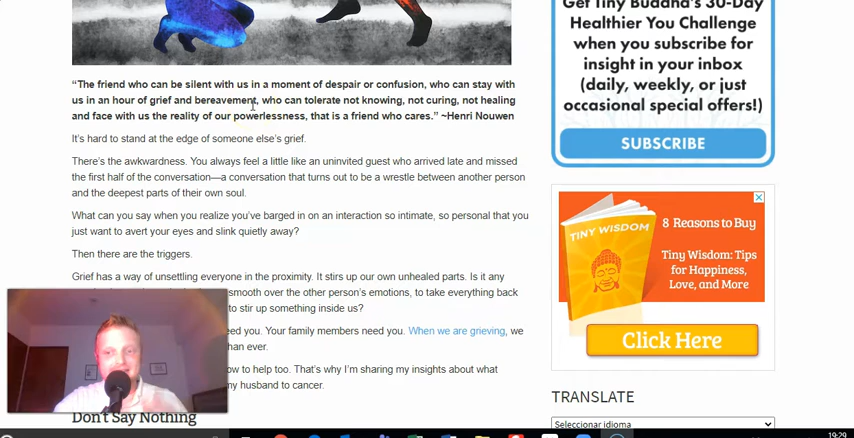 “The friend who can be silent with us in a moment of despair or confusion, who can stay with
us in an hour of grief and bereavement, who can tolerate not knowing, not curing, not healing
and face with us the reality of our powerlessness, that is a friend who cares.” ~Henri Nouwen
It’s hard to stand at the edge of someone else’s grief.
There’s the awkwardness. You always feel a little like an uninvited guest who arrived late and missed
the first half of the conversation—a conversation that turns out to be a wrestle between another person
and the deepest parts of their own soul.
What can you say when you realize you’ve barged in on an interaction so intimate, so personal that you
just want to avert your eyes and slink quietly away?
Then there are the triggers.
Grief has a way of unsettling everyone in the proximity. It stirs up our own unhealed parts. Is it any
smooth over the other person’s emotions, to take everything back
to stir up something inside us?
need you. Your family members need you. When we are grieving, we
than ever.
how to help too. That’s why I’m sharing my insights about what
my husband to cancer.
Don’t Say Nothing
Get Tiny Buddha’s 30-Day
Healthier You Challenge
when you subscribe for
insight in your inbox
(daily, weekly, or just
occasional special offers!)
SUBSCRIBE
TINY WISDOM
8 Reasons to Buy
Tiny Wisdom: Tips
for Happiness,
Love, and More
Click Here
TRANSLATE
Seleccionar idioma
19:29